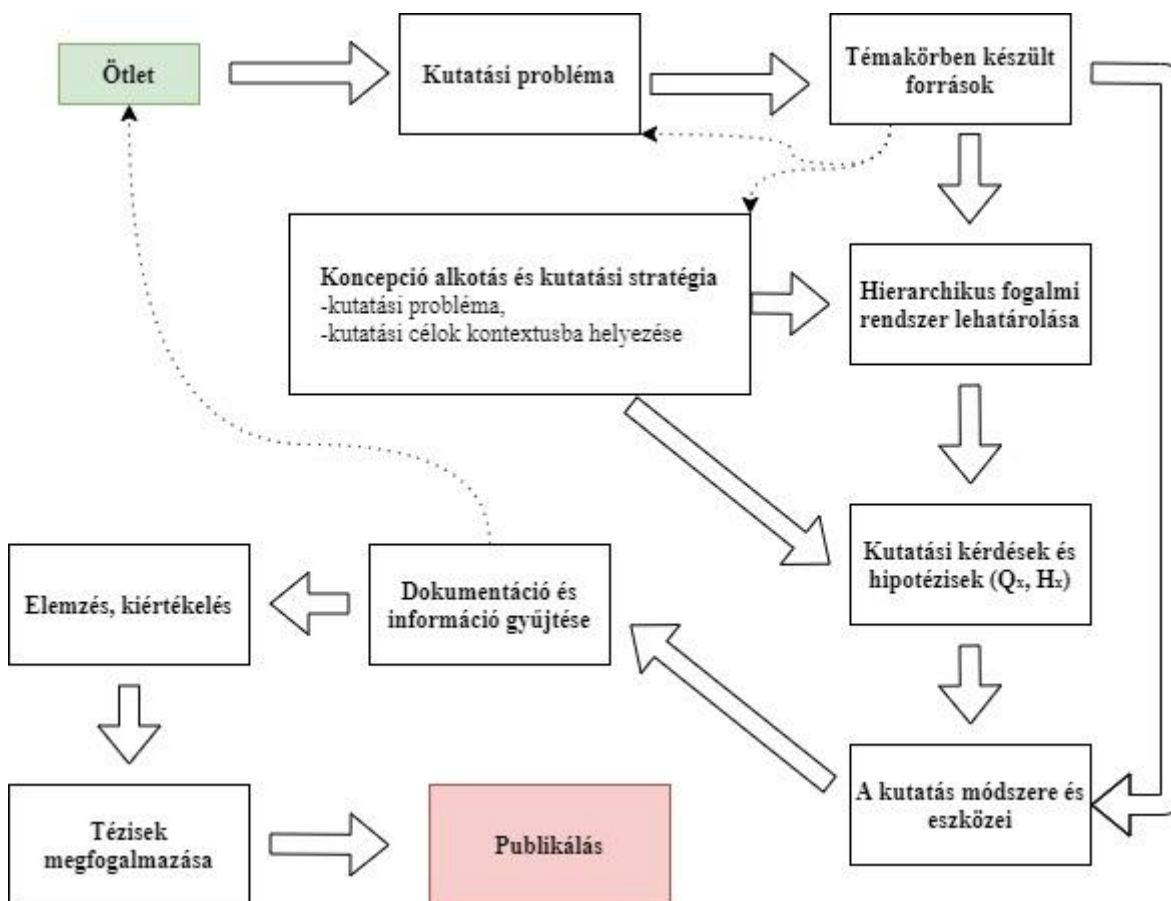 Ötlet
Kutatási probléma
Témakörben készült
források
Koncepció alkotás és kutatási stratégia
-kutatási probléma,
-kutatási célok kontextusba helyezése
Hierarchikus fogalmi
rendszer lehatárolása
Kutatási kérdések és
hipotézisek (Qₓ, Hₓ)
Elemzés, kiértékelés
Dokumentáció és
információ gyűjtése
A kutatás módszere és
eszközei
Tézisek
megfogalmazása
Publikálás